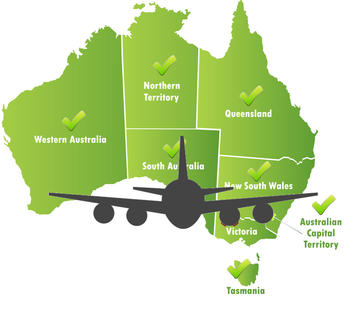 Northern
Territory
Queensland
Western Australia
South Australia
New South Wales
Australian
Capital
Territory
Victoria
Tasmania